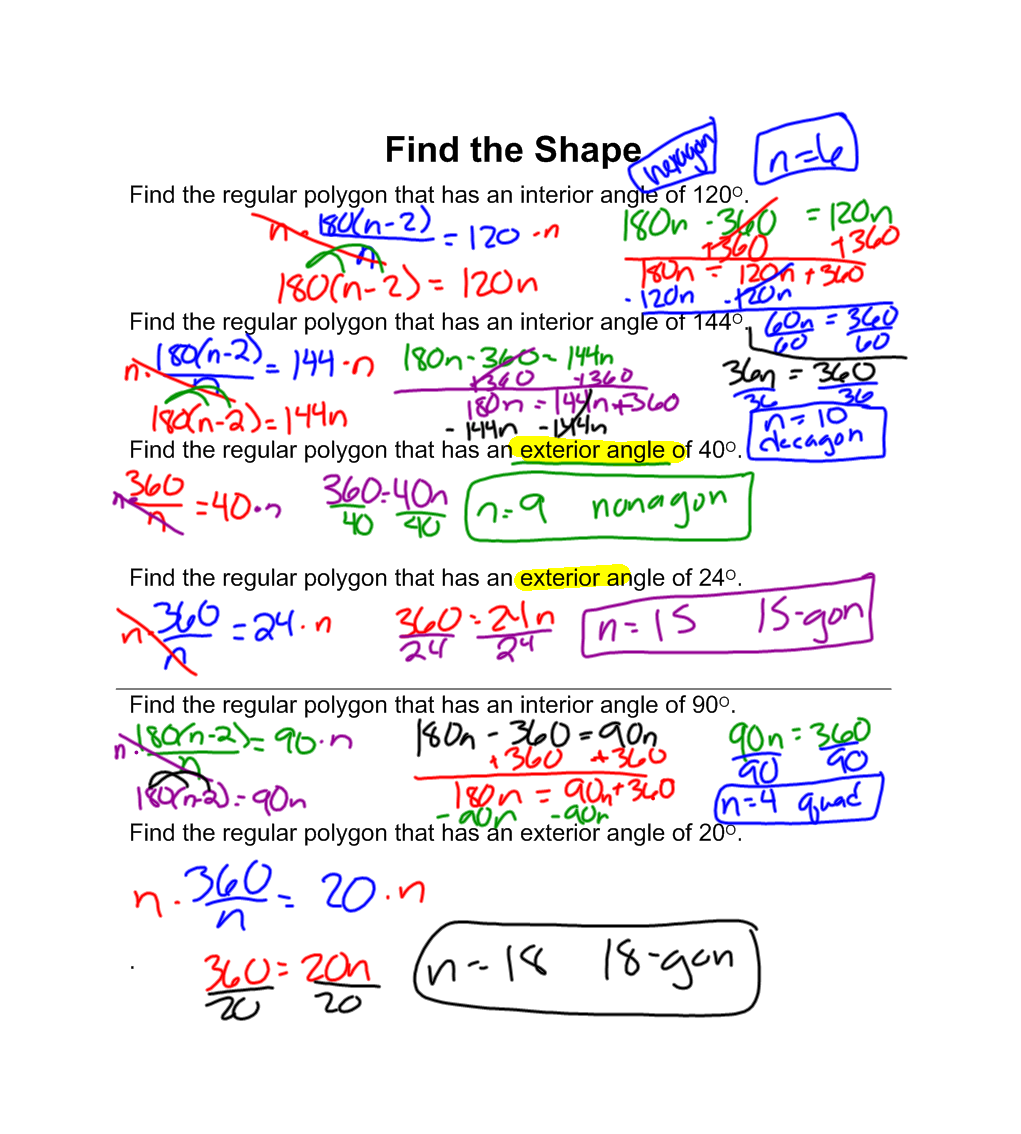 Find the Shape
hexagon n=6
Find the regular polygon that has an interior angle of 120º.
n · 180(n-2)/n = 120 · n
180(n-2) = 120n
180n - 360 = 120n
+360 +360
180n = 120n + 360
-120n -120n
60n = 360
60 60
Find the regular polygon that has an interior angle of 144º.
n · 180(n-2)/n = 144 · n
180(n-2) = 144n
180n - 360 = 144n
+360 +360
180n = 144n + 360
-144n -144n
36n = 360
36 36
n = 10
decagon
Find the regular polygon that has an exterior angle of 40º.
n · 360/n = 40 · n
360 = 40n
40 40
n = 9 nonagon
Find the regular polygon that has an exterior angle of 24º.
n · 360/n = 24 · n
360 = 24n
24 24
n = 15 15-gon
Find the regular polygon that has an interior angle of 90º.
n · 180(n-2)/n = 90 · n
180(n-2) = 90n
180n - 360 = 90n
+360 +360
180n = 90n + 360
-90n -90n
90n = 360
90 90
n=4 quad
Find the regular polygon that has an exterior angle of 20º.
n · 360/n = 20 · n
360 = 20n
20 20
n = 18 18-gon
.